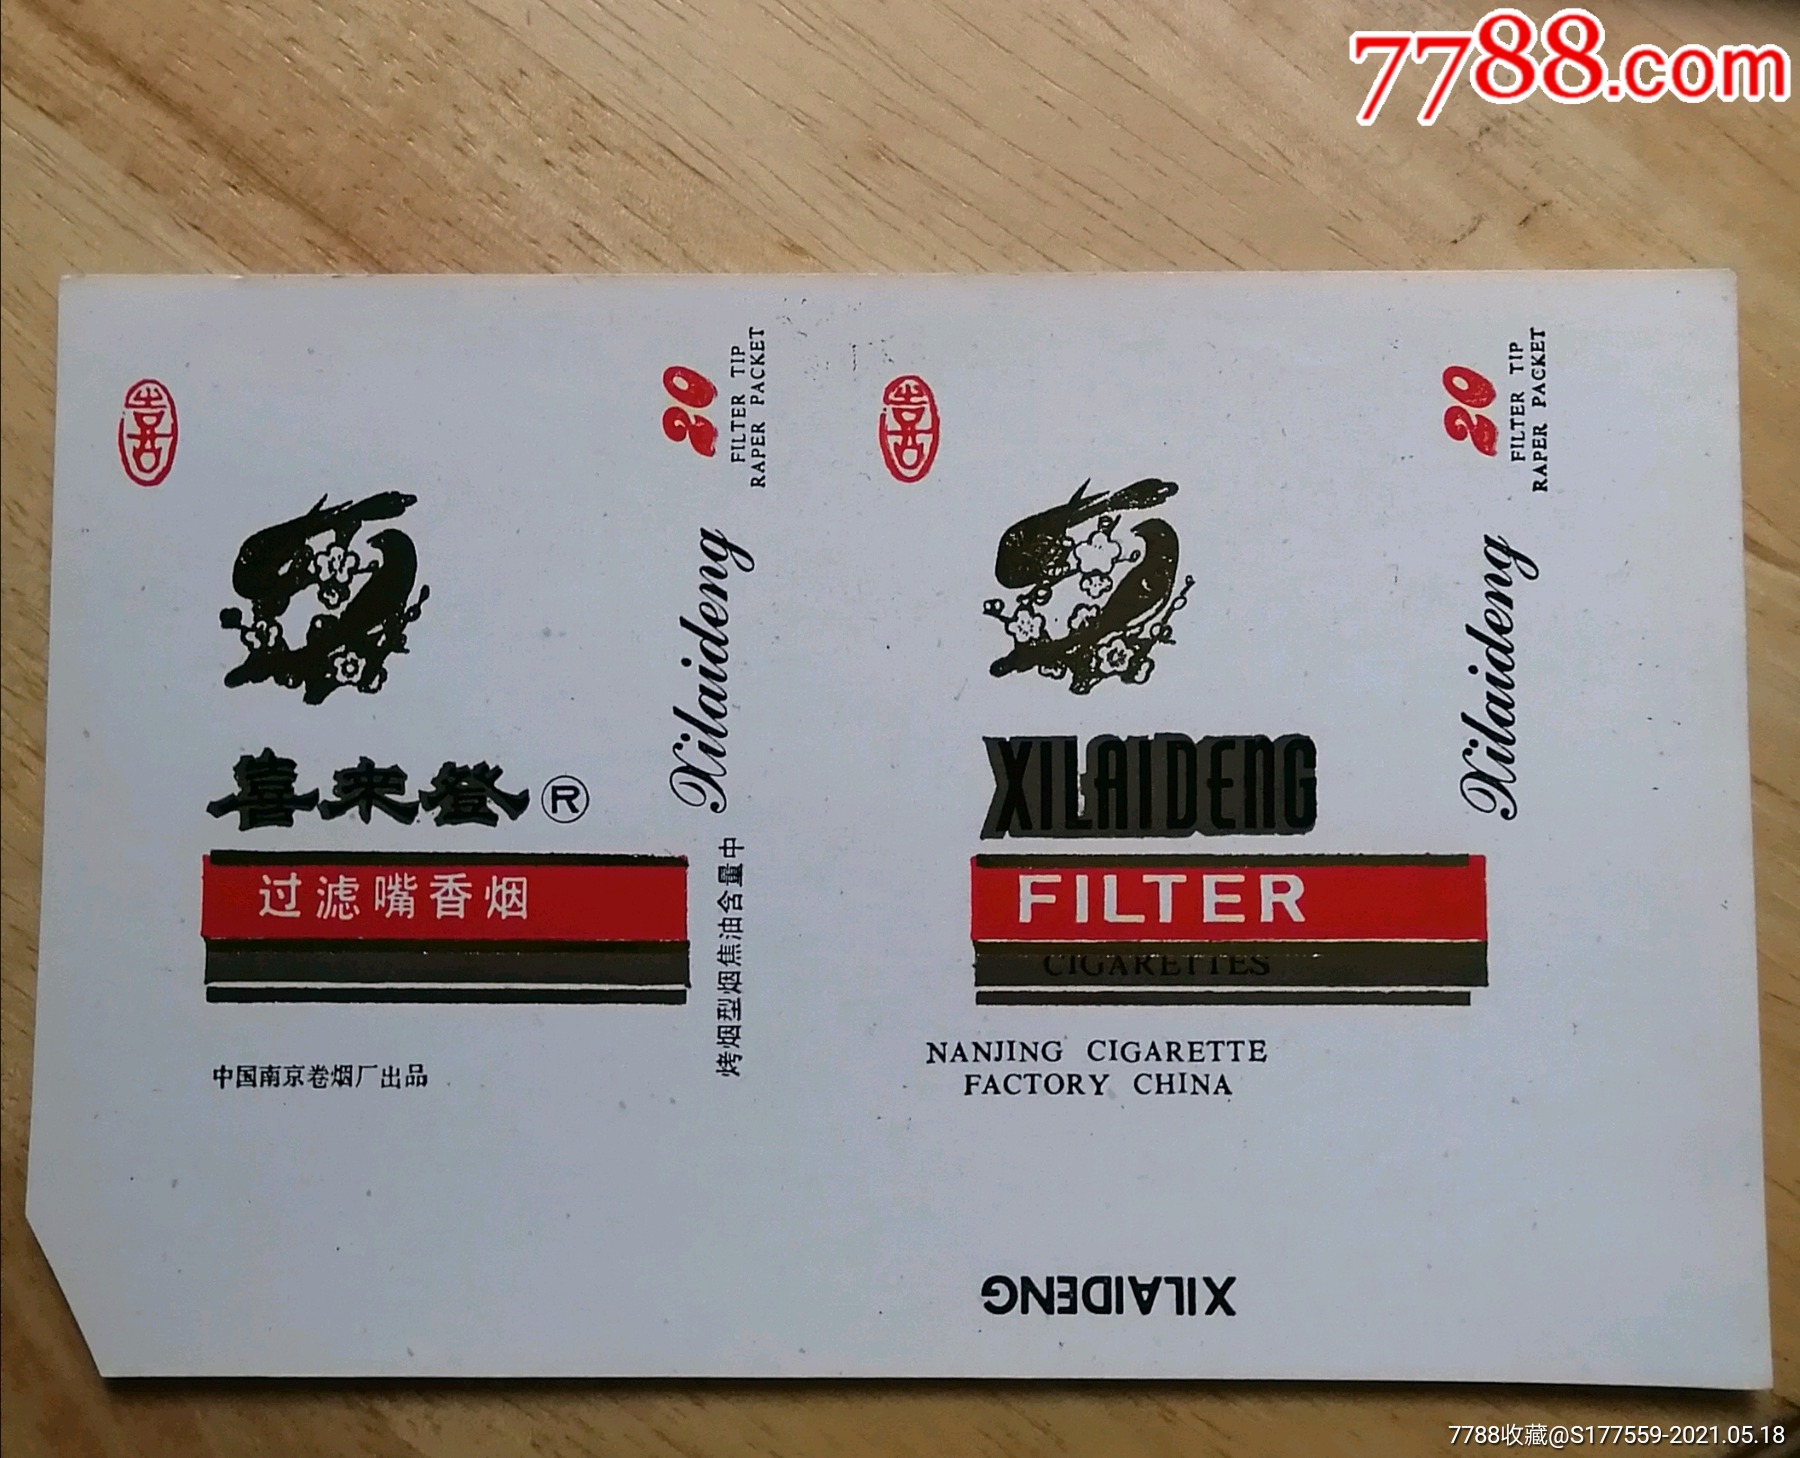 7788.com
喜
20
FILTER TIP
RAPER PACKET
Xilaideng
喜来登®
过滤嘴香烟
烤烟型烟焦油含量中
中国南京卷烟厂出品
喜
20
FILTER TIP
RAPER PACKET
Xilaideng
XILAIDENG
FILTER
CIGARETTES
NANJING CIGARETTE
FACTORY CHINA
XILAIDENG
7788收藏@S177559-2021.05.18